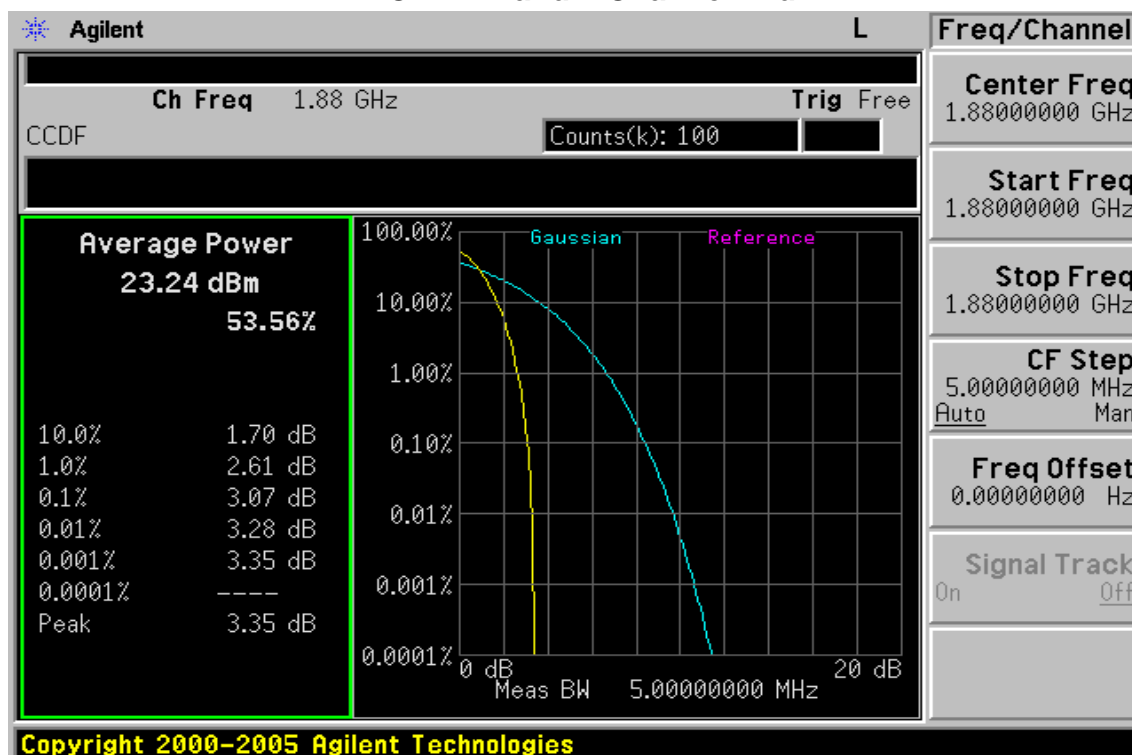 Agilent L
Freq/Channel
Ch Freq 1.88 GHz Trig Free
CCDF Counts(k): 100
Average Power
23.24 dBm
53.56%
10.0% 1.70 dB
1.0% 2.61 dB
0.1% 3.07 dB
0.01% 3.28 dB
0.001% 3.35 dB
0.0001% ----
Peak 3.35 dB
100.00%
10.00%
1.00%
0.10%
0.01%
0.001%
0.0001%
Gaussian Reference
0 dB 20 dB
Meas BW 5.00000000 MHz
Center Freq
1.88000000 GHz
Start Freq
1.88000000 GHz
Stop Freq
1.88000000 GHz
CF Step
5.00000000 MHz
Auto Man
Freq Offset
0.00000000 Hz
Signal Track
On Off
Copyright 2000-2005 Agilent Technologies